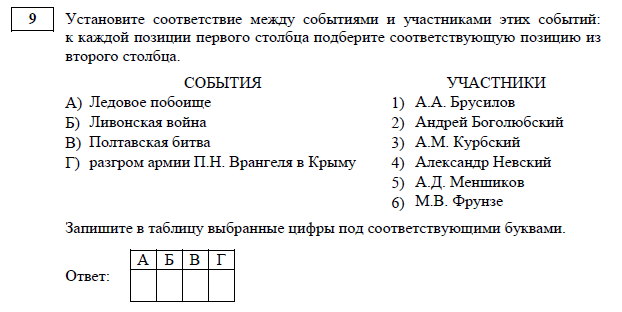 9 Установите соответствие между событиями и участниками этих событий:
к каждой позиции первого столбца подберите соответствующую позицию из
второго столбца.
СОБЫТИЯ УЧАСТНИКИ
А) Ледовое побоище 1) А.А. Брусилов
Б) Ливонская война 2) Андрей Боголюбский
В) Полтавская битва 3) А.М. Курбский
Г) разгром армии П.Н. Врангеля в Крыму 4) Александр Невский
5) А.Д. Меншиков
6) М.В. Фрунзе
Запишите в таблицу выбранные цифры под соответствующими буквами.
А Б В Г
Ответ: